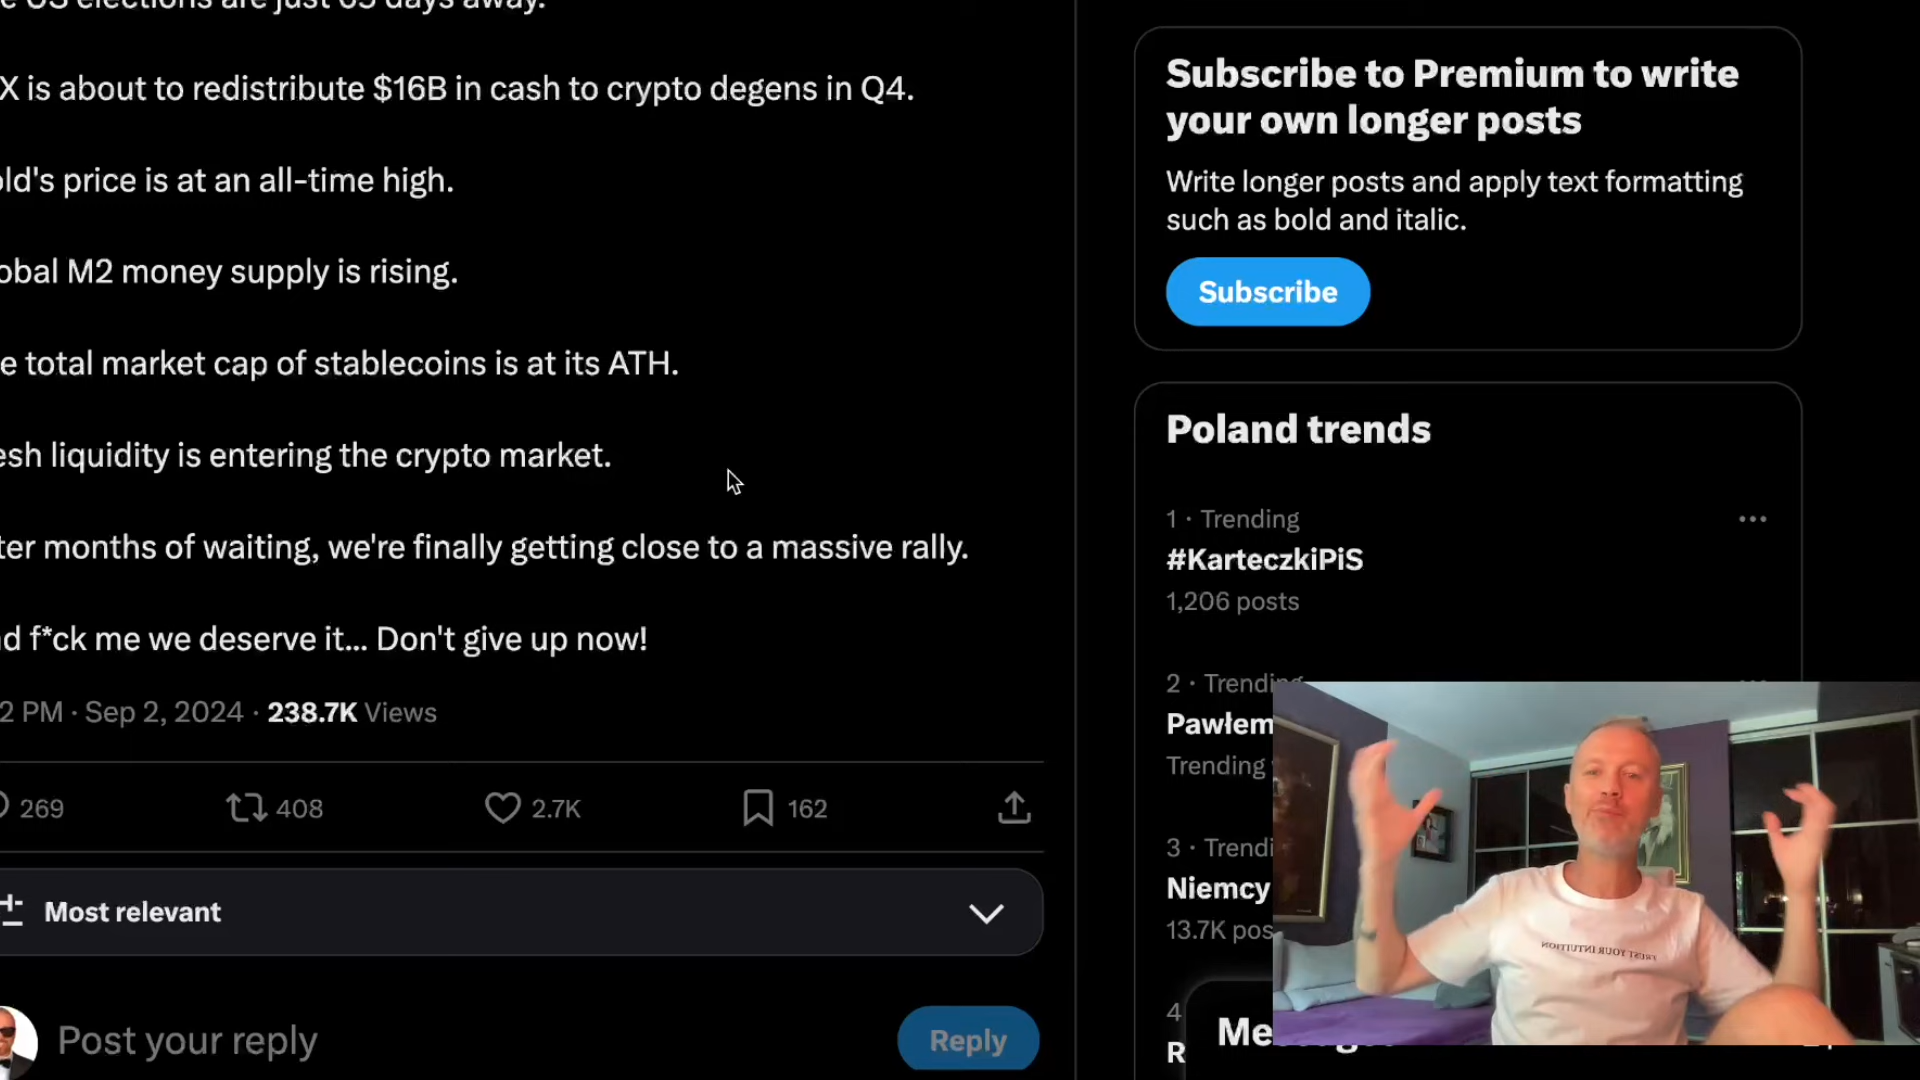 US elections are just 63 days away.
X is about to redistribute $16B in cash to crypto degens in Q4.
old's price is at an all-time high.
obal M2 money supply is rising.
e total market cap of stablecoins is at its ATH.
esh liquidity is entering the crypto market.
ter months of waiting, we're finally getting close to a massive rally.
d f*ck me we deserve it... Don't give up now!
2 PM · Sep 2, 2024 · 238.7K Views
269 408 2.7K 162
Most relevant
Post your reply
Reply
Subscribe to Premium to write
your own longer posts
Write longer posts and apply text formatting
such as bold and italic.
Subscribe
Poland trends
1 · Trending
#KarteczkiPiS
1,206 posts
2 · Trending
Pawłem
Trending
3 · Trendi
Niemcy
13.7K pos
4
R
TRUST YOUR INTUITION